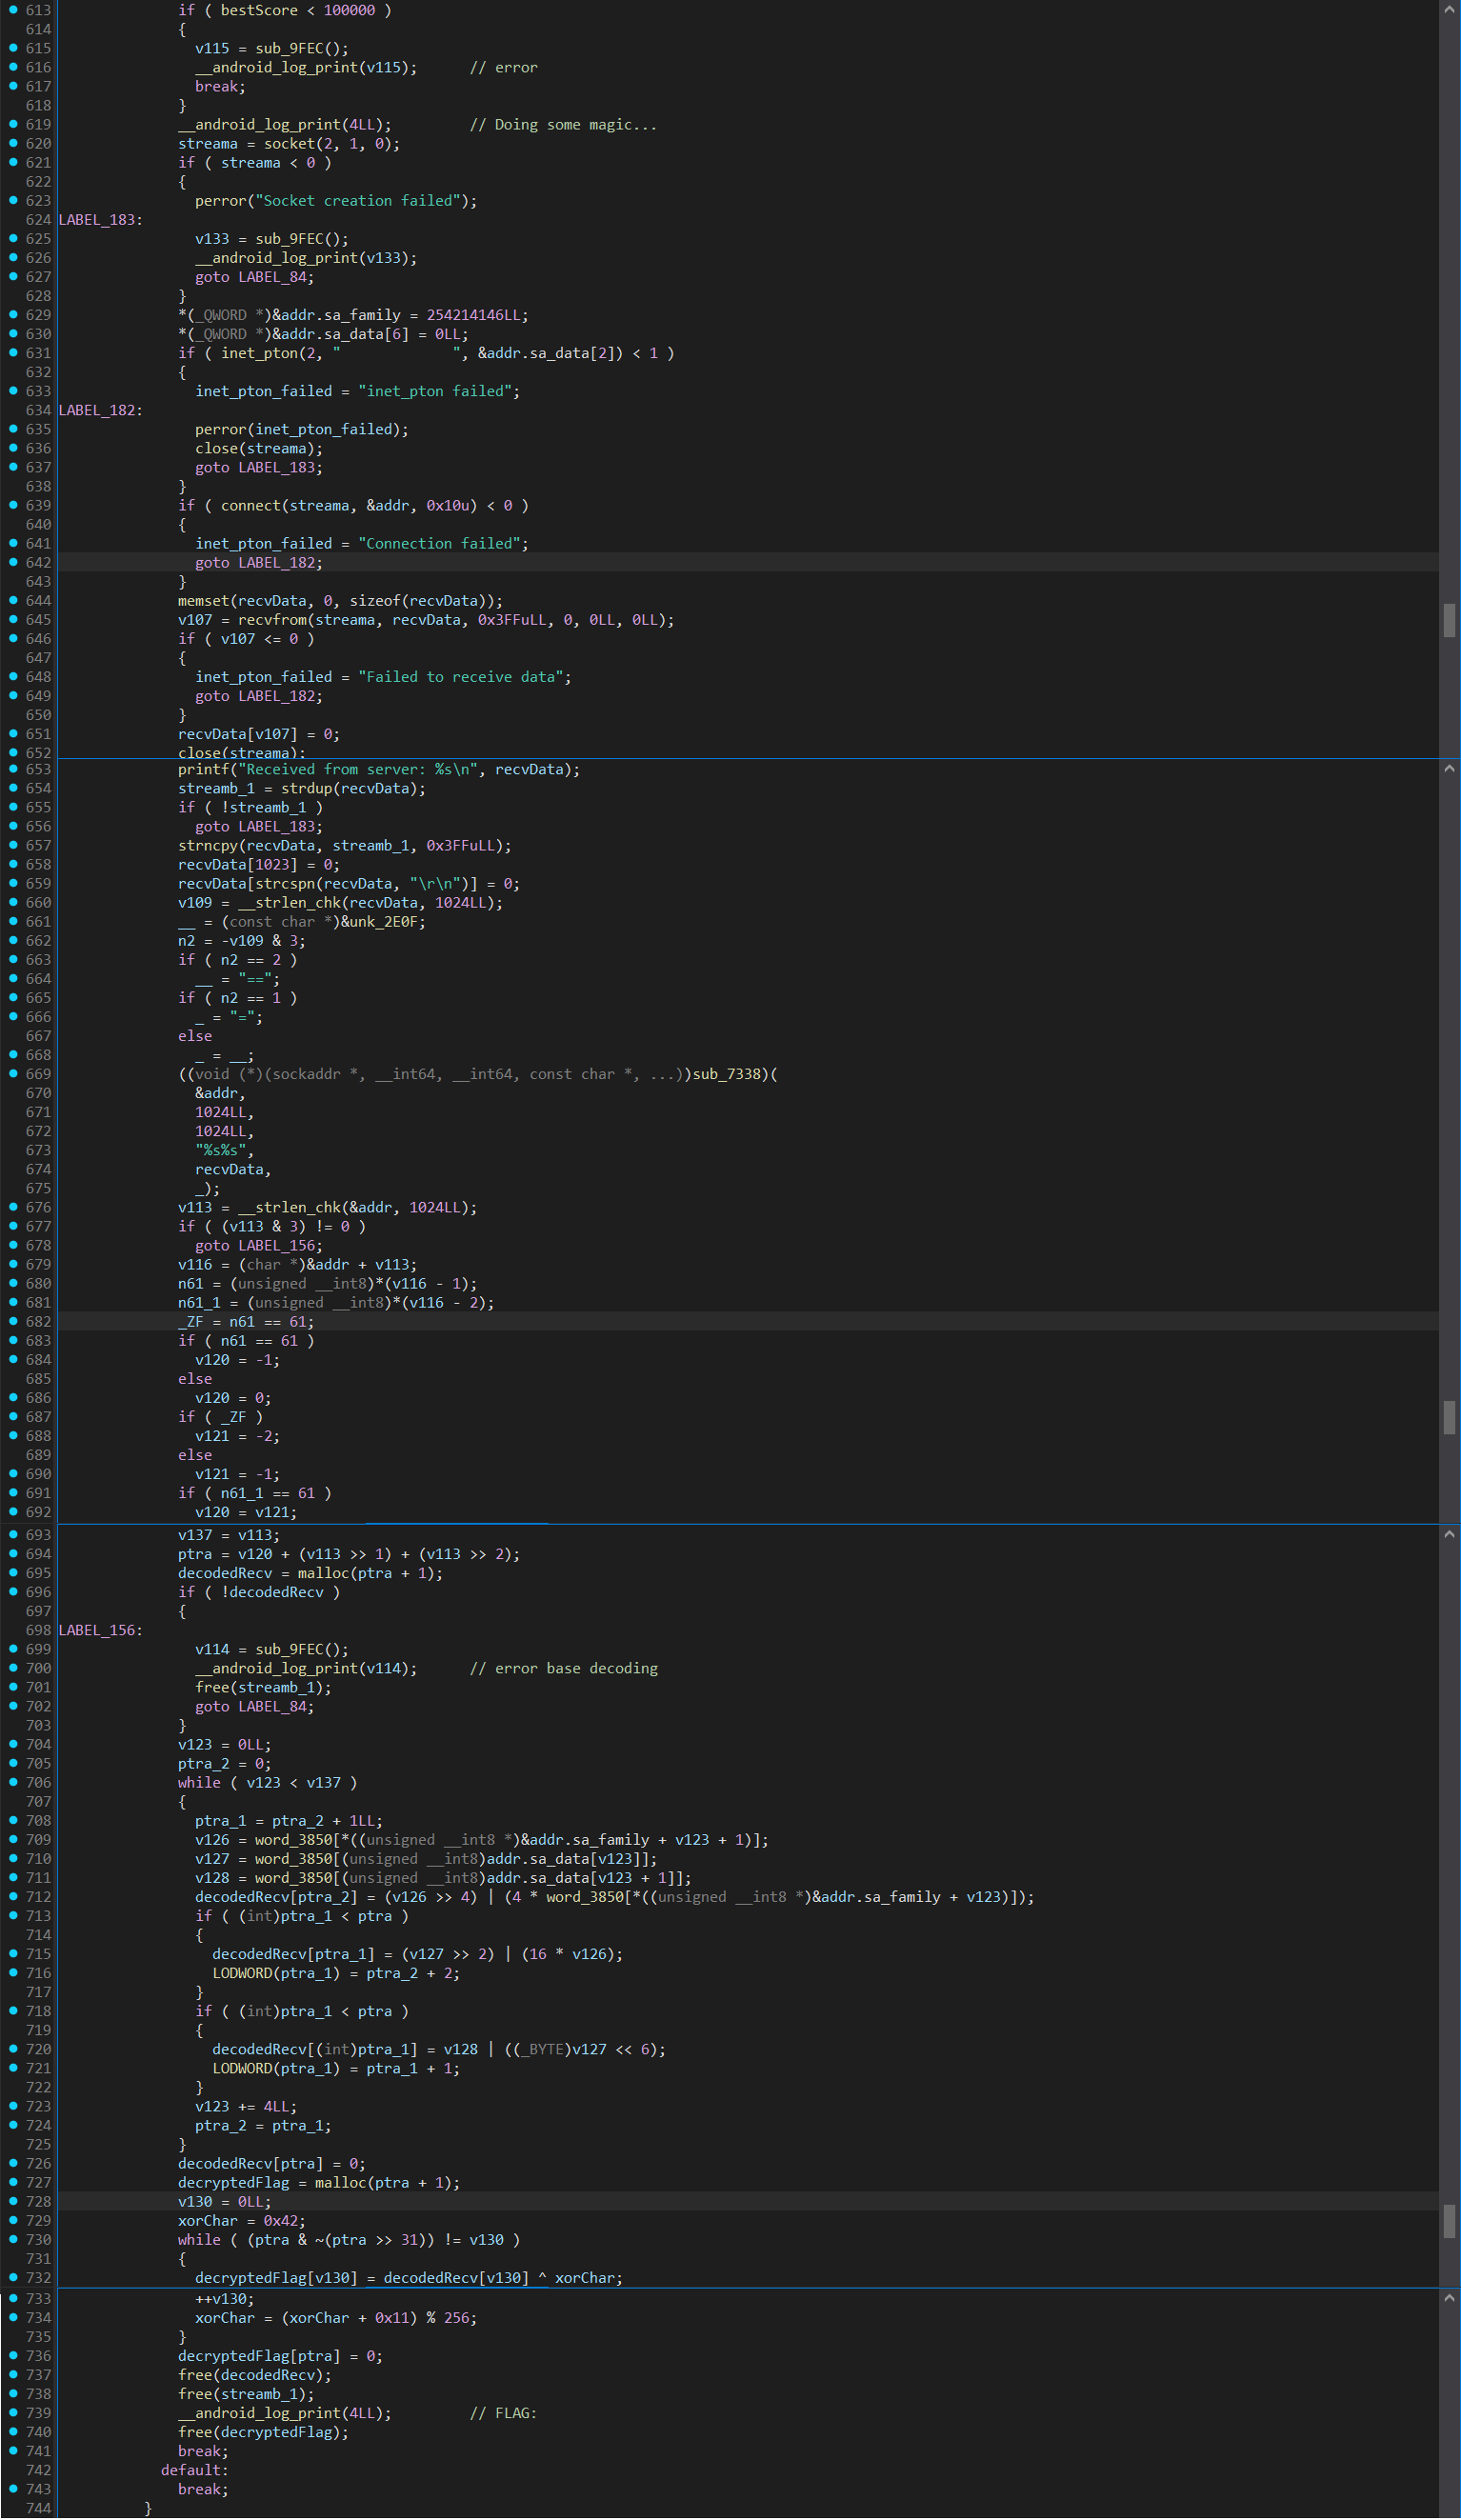 613 if ( bestScore < 100000 )
614 {
615 v115 = sub_9FEC();
616 __android_log_print(v115); // error
617 break;
618 }
619 __android_log_print(4LL); // Doing some magic...
620 streama = socket(2, 1, 0);
621 if ( streama < 0 )
622 {
623 perror("Socket creation failed");
624 LABEL_183:
625 v133 = sub_9FEC();
626 __android_log_print(v133);
627 goto LABEL_84;
628 }
629 *(_QWORD *)&addr.sa_family = 254214146LL;
630 *(_QWORD *)&addr.sa_data[6] = 0LL;
631 if ( inet_pton(2, "             ", &addr.sa_data[2]) < 1 )
632 {
633 inet_pton_failed = "inet_pton failed";
634 LABEL_182:
635 perror(inet_pton_failed);
636 close(streama);
637 goto LABEL_183;
638 }
639 if ( connect(streama, &addr, 0x10u) < 0 )
640 {
641 inet_pton_failed = "Connection failed";
642 goto LABEL_182;
643 }
644 memset(recvData, 0, sizeof(recvData));
645 v107 = recvfrom(streama, recvData, 0x3FFuLL, 0, 0LL, 0LL);
646 if ( v107 <= 0 )
647 {
648 inet_pton_failed = "Failed to receive data";
649 goto LABEL_182;
650 }
651 recvData[v107] = 0;
652 close(streama);
653 printf("Received from server: %s\n", recvData);
654 streamb_1 = strdup(recvData);
655 if ( !streamb_1 )
656 goto LABEL_183;
657 strncpy(recvData, streamb_1, 0x3FFuLL);
658 recvData[1023] = 0;
659 recvData[strcspn(recvData, "\r\n")] = 0;
660 v109 = __strlen_chk(recvData, 1024LL);
661 __ = (const char *)&unk_2E0F;
662 n2 = -v109 & 3;
663 if ( n2 == 2 )
664 __ = "==";
665 if ( n2 == 1 )
666 _ = "=";
667 else
668 _ = __;
669 ((void (*)(sockaddr *, __int64, __int64, const char *, ...))sub_7338)(
670 &addr,
671 1024LL,
672 1024LL,
673 "%s%s",
674 recvData,
675 _);
676 v113 = __strlen_chk(&addr, 1024LL);
677 if ( (v113 & 3) != 0 )
678 goto LABEL_156;
679 v116 = (char *)&addr + v113;
680 n61 = (unsigned __int8)*(v116 - 1);
681 n61_1 = (unsigned __int8)*(v116 - 2);
682 _ZF = n61 == 61;
683 if ( n61 == 61 )
684 v120 = -1;
685 else
686 v120 = 0;
687 if ( _ZF )
688 v121 = -2;
689 else
690 v121 = -1;
691 if ( n61_1 == 61 )
692 v120 = v121;
693 v137 = v113;
694 ptra = v120 + (v113 >> 1) + (v113 >> 2);
695 decodedRecv = malloc(ptra + 1);
696 if ( !decodedRecv )
697 {
698 LABEL_156:
699 v114 = sub_9FEC();
700 __android_log_print(v114); // error base decoding
701 free(streamb_1);
702 goto LABEL_84;
703 }
704 v123 = 0LL;
705 ptra_2 = 0;
706 while ( v123 < v137 )
707 {
708 ptra_1 = ptra_2 + 1LL;
709 v126 = word_3850[*((unsigned __int8 *)&addr.sa_family + v123 + 1)];
710 v127 = word_3850[(unsigned __int8)addr.sa_data[v123]];
711 v128 = word_3850[(unsigned __int8)addr.sa_data[v123 + 1]];
712 decodedRecv[ptra_2] = (v126 >> 4) | (4 * word_3850[*((unsigned __int8 *)&addr.sa_family + v123)]);
713 if ( (int)ptra_1 < ptra )
714 {
715 decodedRecv[ptra_1] = (v127 >> 2) | (16 * v126);
716 LODWORD(ptra_1) = ptra_2 + 2;
717 }
718 if ( (int)ptra_1 < ptra )
719 {
720 decodedRecv[(int)ptra_1] = v128 | ((_BYTE)v127 << 6);
721 LODWORD(ptra_1) = ptra_1 + 1;
722 }
723 v123 += 4LL;
724 ptra_2 = ptra_1;
725 }
726 decodedRecv[ptra] = 0;
727 decryptedFlag = malloc(ptra + 1);
728 v130 = 0LL;
729 xorChar = 0x42;
730 while ( (ptra & ~(ptra >> 31)) != v130 )
731 {
732 decryptedFlag[v130] = decodedRecv[v130] ^ xorChar;
733 ++v130;
734 xorChar = (xorChar + 0x11) % 256;
735 }
736 decryptedFlag[ptra] = 0;
737 free(decodedRecv);
738 free(streamb_1);
739 __android_log_print(4LL); // FLAG:
740 free(decryptedFlag);
741 break;
742 default:
743 break;
744 }